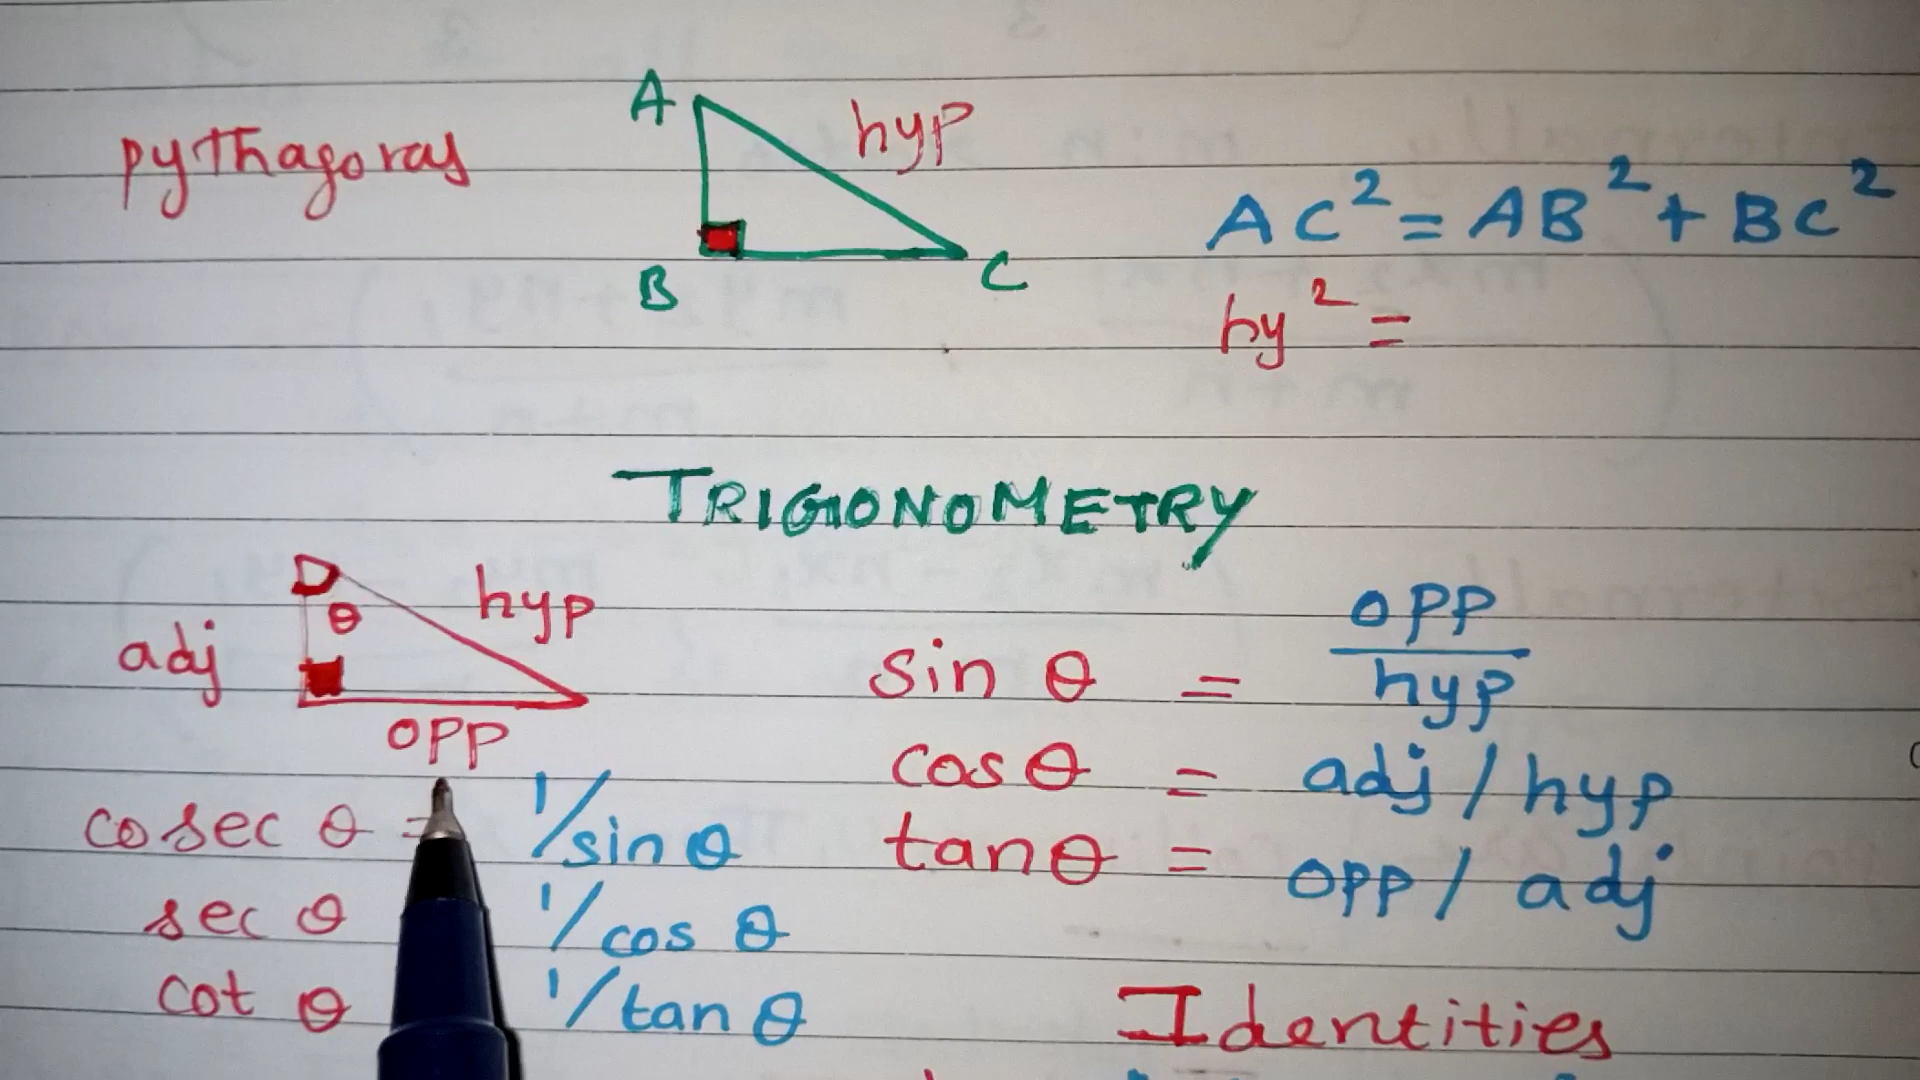 pythagoras
A
hyp
B
C
AC² = AB² + BC²
hy² =
TRIGONOMETRY
D
θ
hyp
adj
opp
sin θ = opp/hyp
cos θ = adj / hyp
tan θ = opp / adj
cosec θ = 1/sin θ
sec θ 1/cos θ
cot θ 1/tan θ
Identities